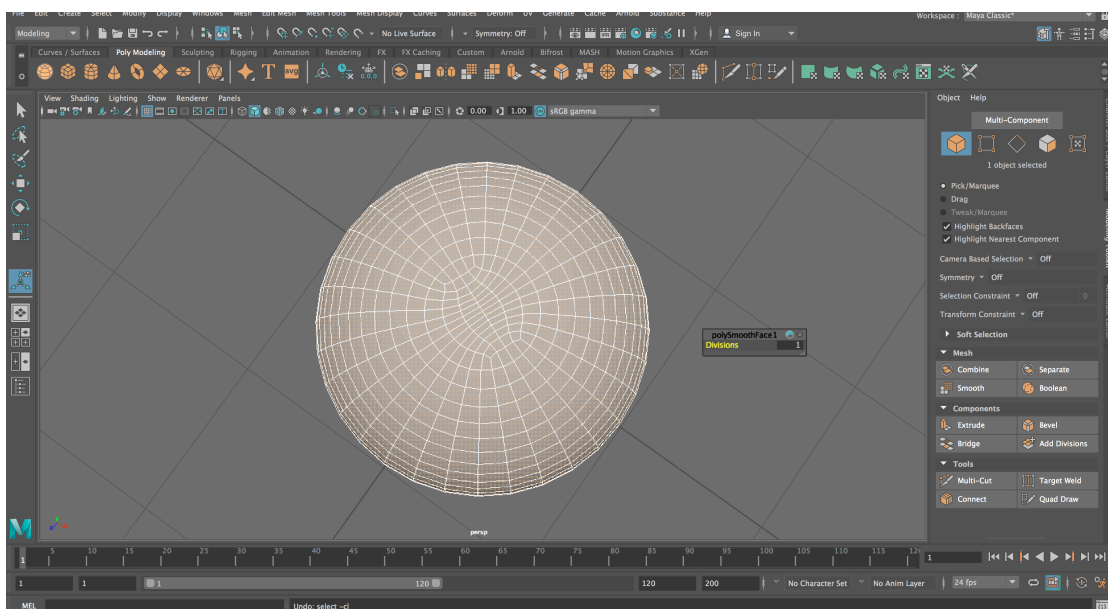 File Edit Create Select Modify Display Windows Mesh Edit Mesh Mesh Tools Mesh Display Curves Surfaces Deform UV Generate Cache Arnold Substance Help
Workspace : Maya Classic*
Modeling No Live Surface Symmetry: Off Sign In
Curves / Surfaces Poly Modeling Sculpting Rigging Animation Rendering FX FX Caching Custom Arnold Bifrost MASH Motion Graphics XGen
T SVG 0,0,0
View Shading Lighting Show Renderer Panels
0.00 1.00 sRGB gamma
Object Help
Multi-Component
1 object selected
Pick/Marquee
Drag
Tweak/Marquee
Highlight Backfaces
Highlight Nearest Component
Camera Based Selection Off
Symmetry Off
Selection Constraint Off 0
Transform Constraint Off
Soft Selection
Mesh
Combine Separate
Smooth Boolean
Components
Extrude Bevel
Bridge Add Divisions
Tools
Multi-Cut Target Weld
Connect Quad Draw
polySmoothFace1
Divisions 1
persp
M
1 5 10 15 20 25 30 35 40 45 50 55 60 65 70 75 80 85 90 95 100 105 110 115 12
1
1 1 1 120 120 200 No Character Set No Anim Layer 24 fps
MEL Undo: select -cl